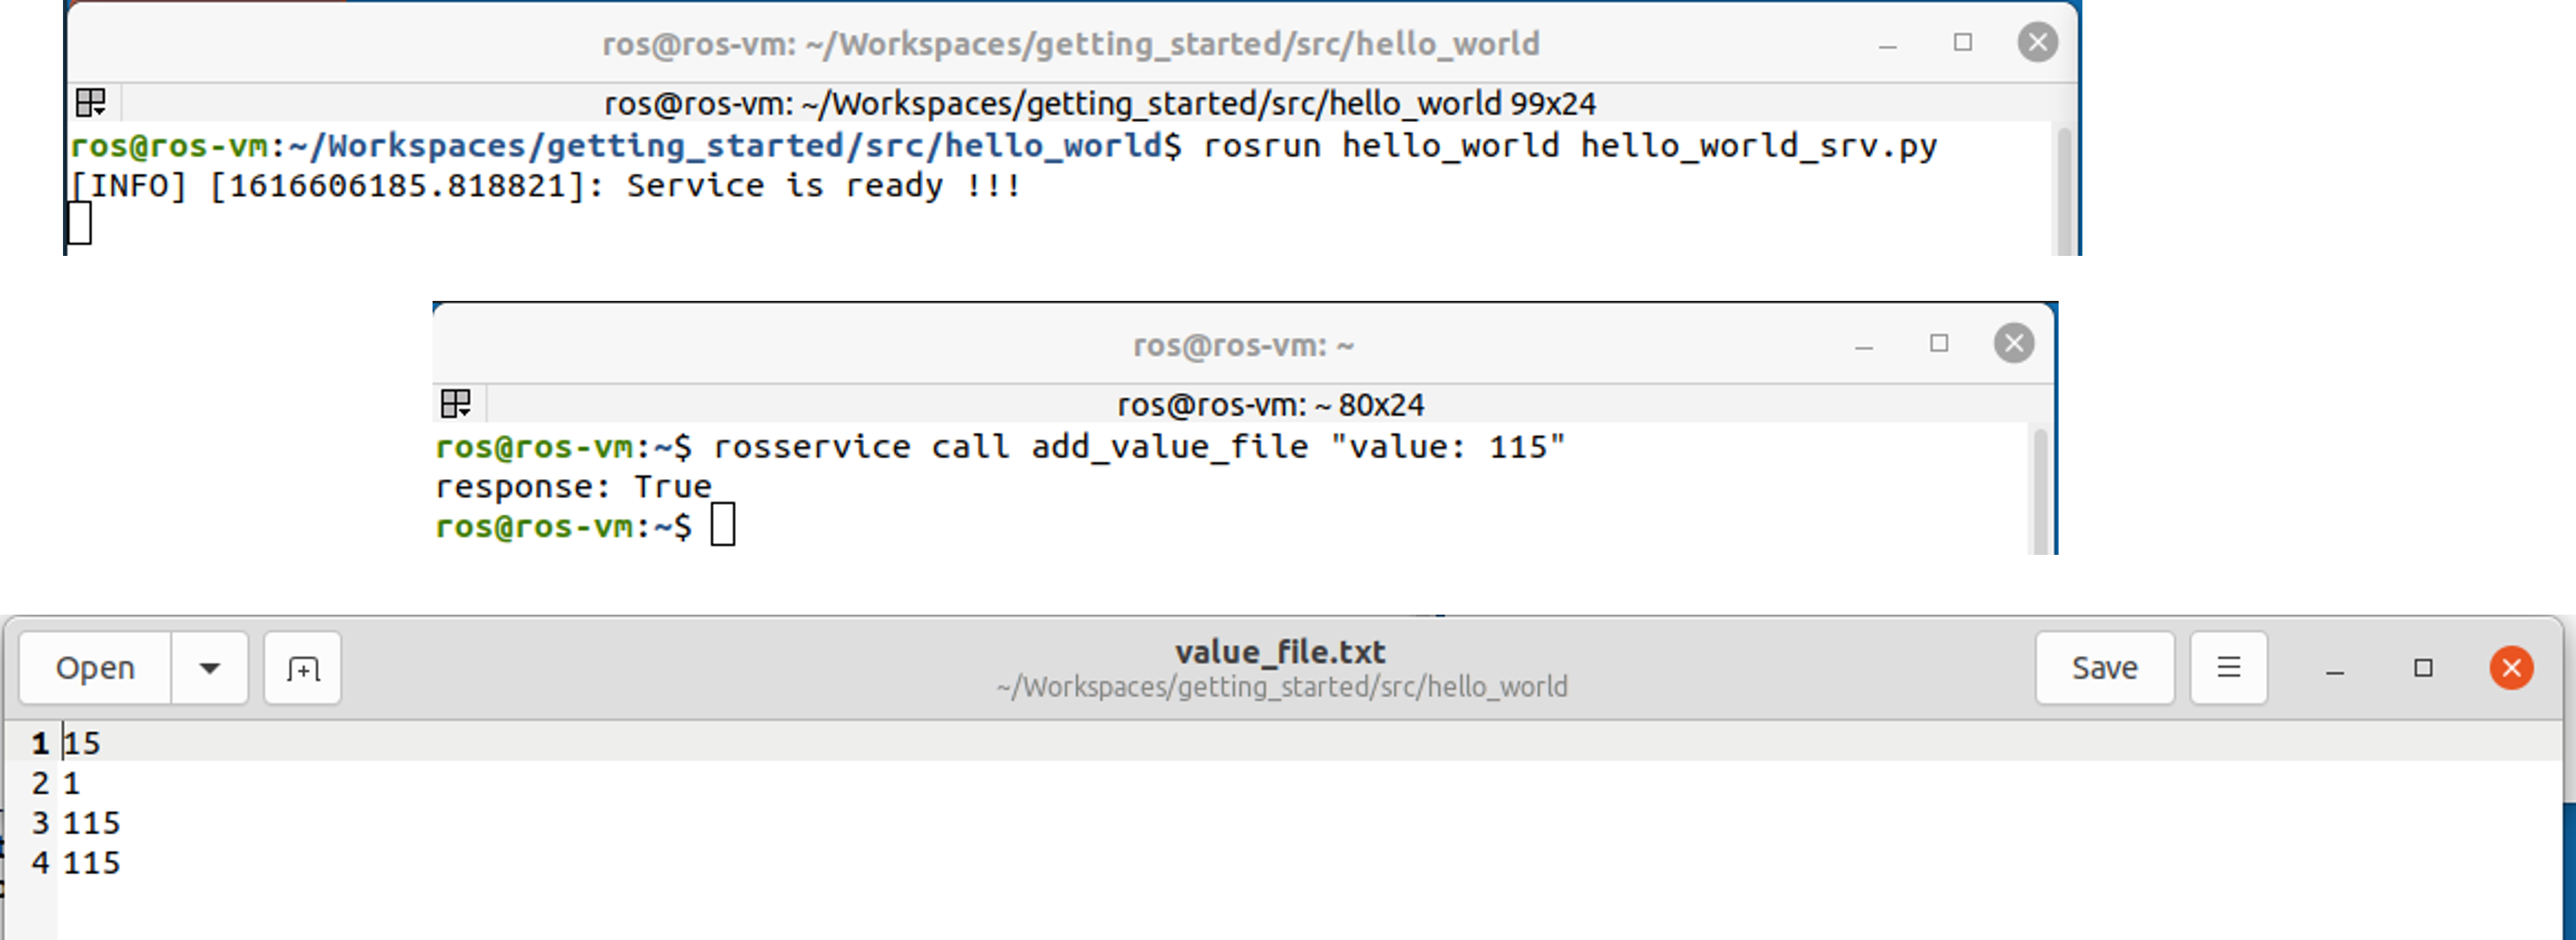 ros@ros-vm: ~/Workspaces/getting_started/src/hello_world
ros@ros-vm: ~/Workspaces/getting_started/src/hello_world 99x24
ros@ros-vm:~/Workspaces/getting_started/src/hello_world$ rosrun hello_world hello_world_srv.py
[INFO] [1616606185.818821]: Service is ready !!!
ros@ros-vm: ~
ros@ros-vm: ~ 80x24
ros@ros-vm:~$ rosservice call add_value_file "value: 115"
response: True
ros@ros-vm:~$
Open
value_file.txt
~/Workspaces/getting_started/src/hello_world
Save
1 15
2 1
3 115
4 115